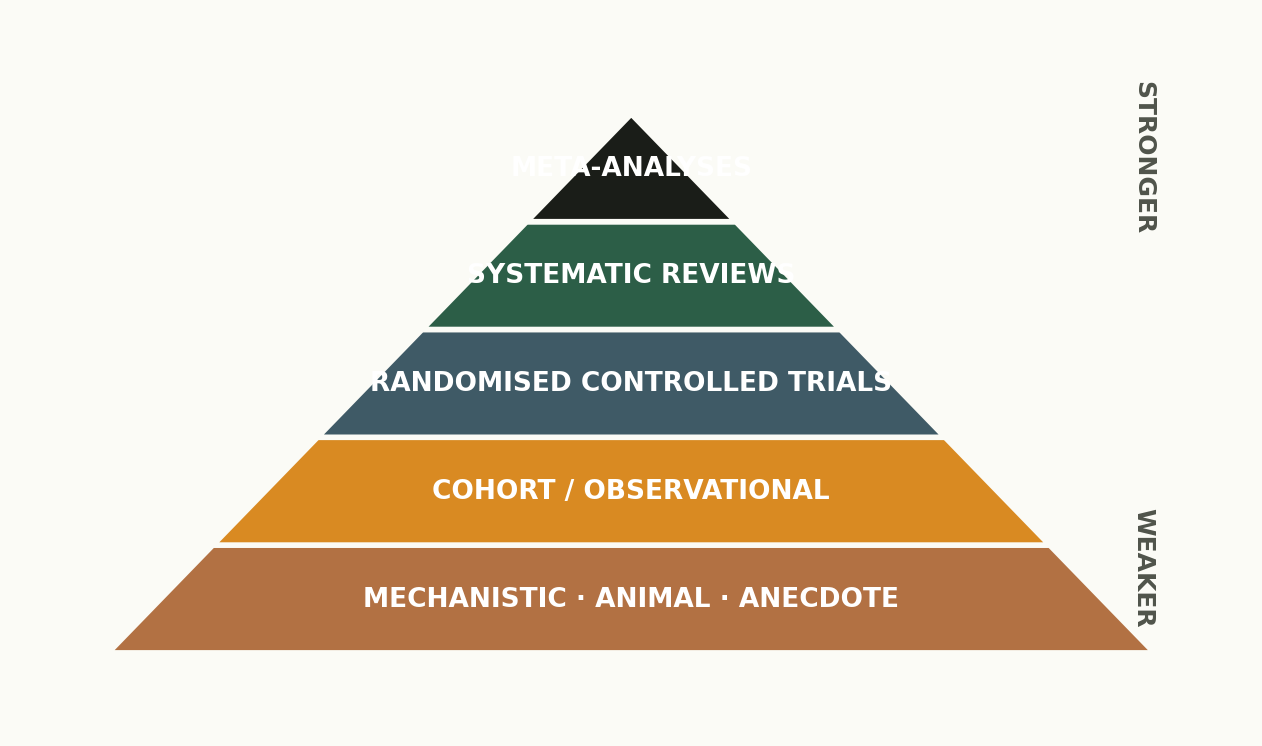 STRONGER
META-ANALYSES
SYSTEMATIC REVIEWS
RANDOMISED CONTROLLED TRIALS
COHORT / OBSERVATIONAL
WEAKER
MECHANISTIC · ANIMAL · ANECDOTE